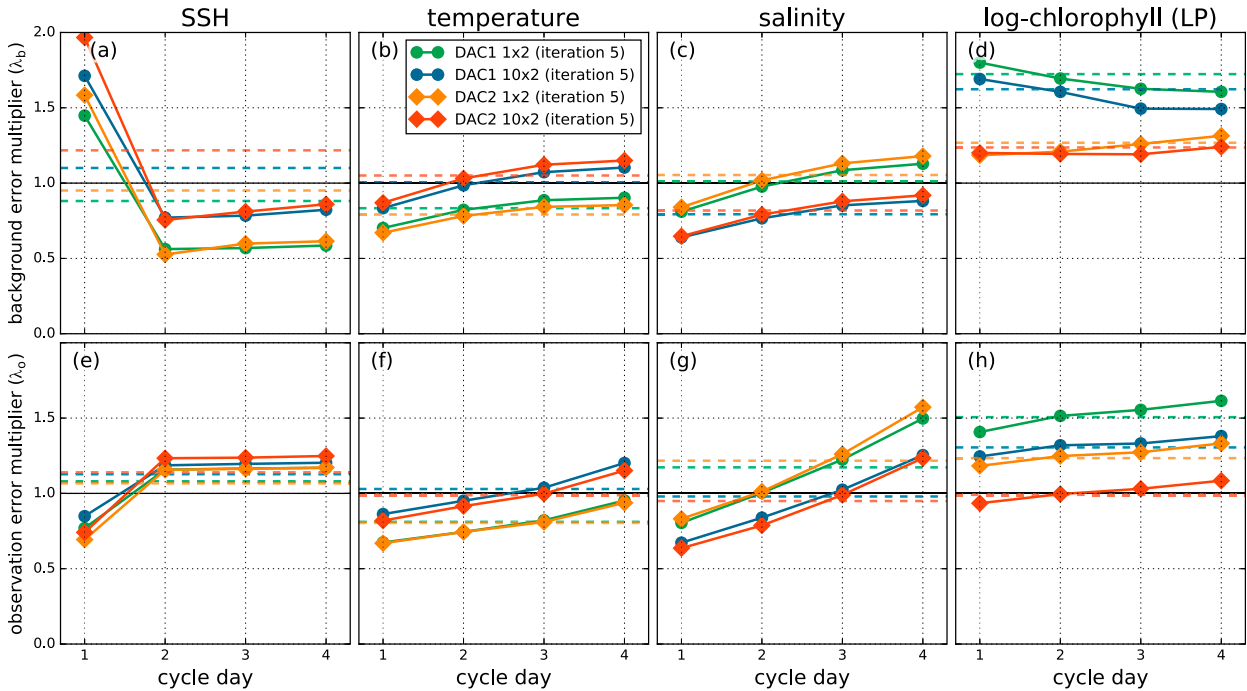 SSH temperature salinity log-chlorophyll (LP)
background error multiplier (λb)
2.0
1.5
1.0
0.5
0.0
(a) (b) (c) (d)
DAC1 1x2 (iteration 5)
DAC1 10x2 (iteration 5)
DAC2 1x2 (iteration 5)
DAC2 10x2 (iteration 5)
observation error multiplier (λo)
1.5
1.0
0.5
0.0
(e) (f) (g) (h)
1 2 3 4 1 2 3 4 1 2 3 4 1 2 3 4
cycle day cycle day cycle day cycle day